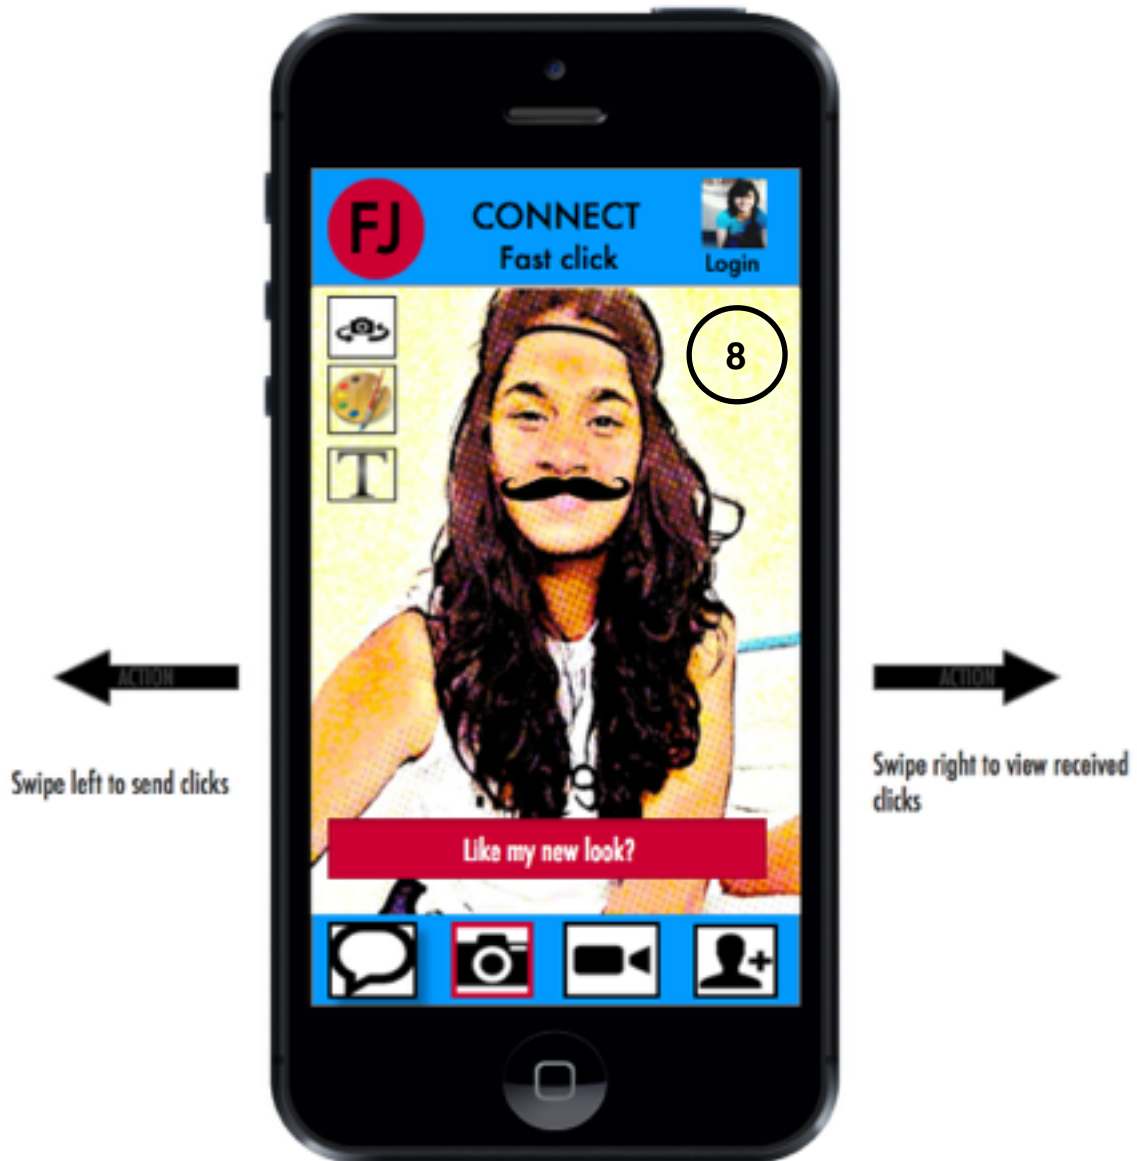 FJ
CONNECT
Fast click
Login
8
T
ACTION
ACTION
Swipe left to send clicks
Swipe right to view received
clicks
9
Like my new look?